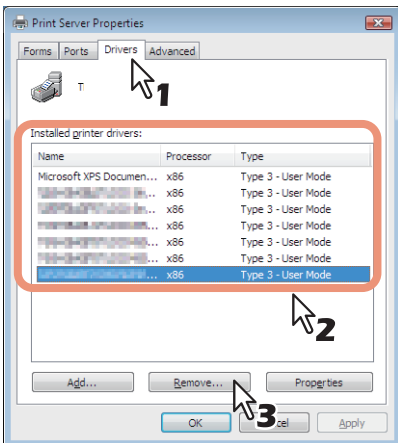 Print Server Properties
Forms Ports Drivers Advanced
1
T
Installed printer drivers:
Name Processor Type
Microsoft XPS Documen... x86 Type 3 - User Mode
... x86 Type 3 - User Mode
... x86 Type 3 - User Mode
... x86 Type 3 - User Mode
... x86 Type 3 - User Mode
... x86 Type 3 - User Mode
... x86 Type 3 - User Mode
2
Add... Remove... Properties
3
OK cel Apply